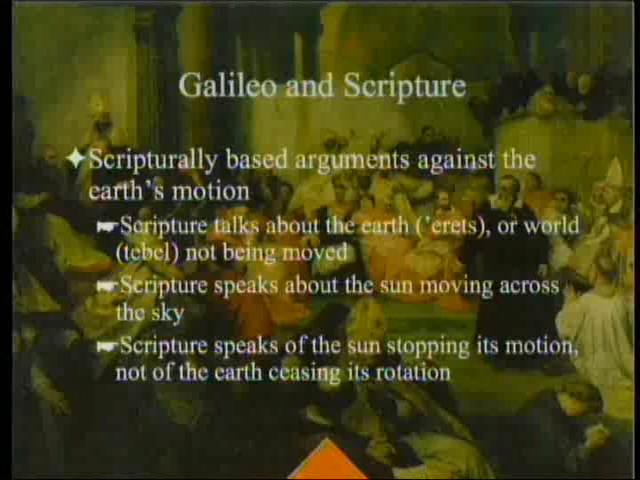 Galileo and Scripture
Scripturally based arguments against the
earth's motion
Scripture talks about the earth ('erets), or world
(tebel) not being moved
Scripture speaks about the sun moving across
the sky
Scripture speaks of the sun stopping its motion,
not of the earth ceasing its rotation